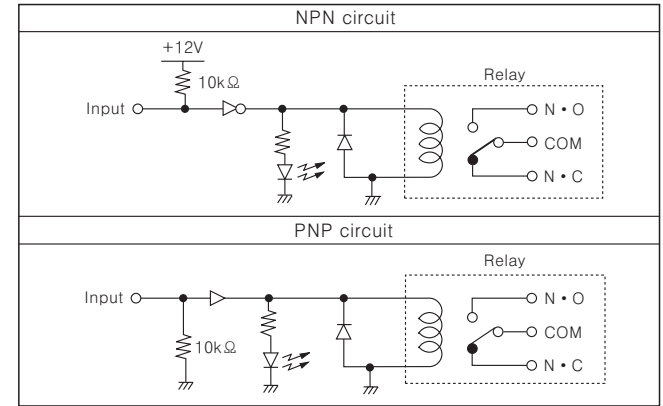 NPN circuit
+12V
10kΩ
Relay
Input
N•O
COM
N•C
PNP circuit
Relay
Input
N•O
10kΩ
COM
N•C